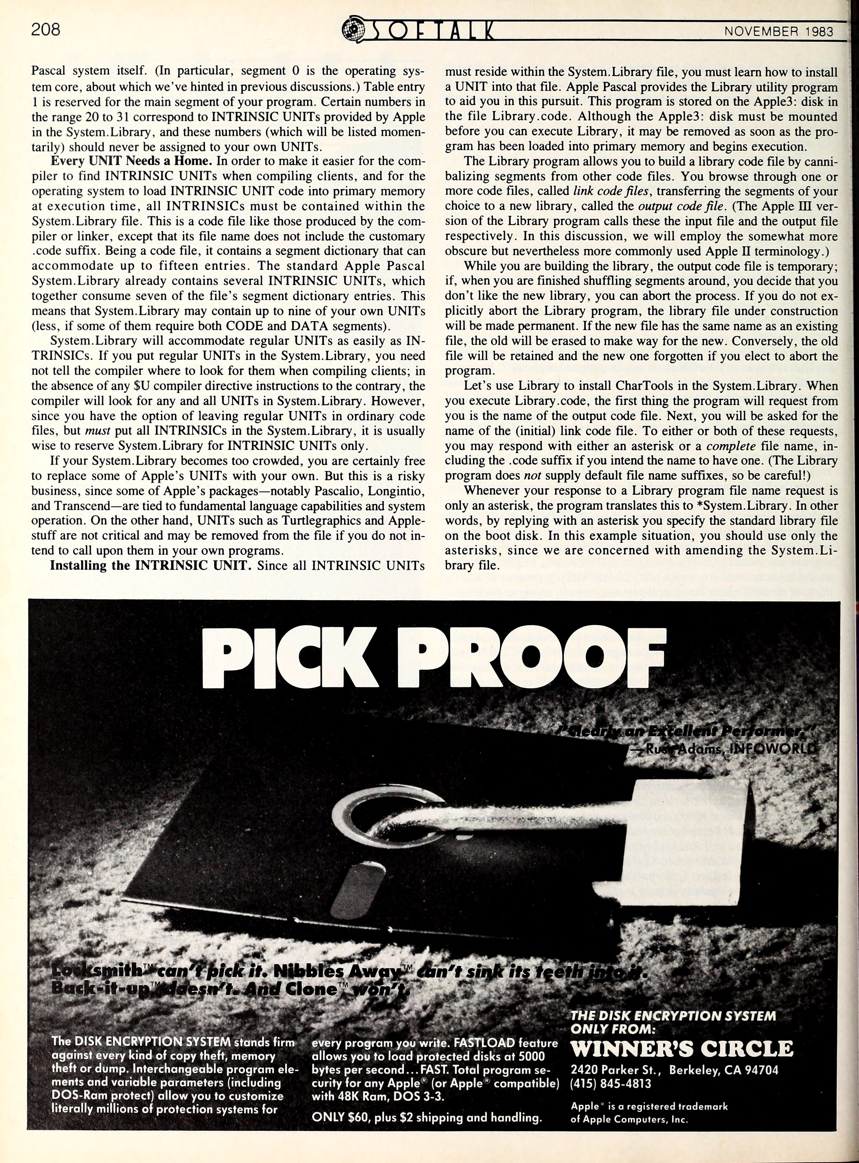 208
SOFTALK
NOVEMBER 1983
Pascal system itself. (In particular, segment 0 is the operating sys-
tem core, about which we've hinted in previous discussions.) Table entry
1 is reserved for the main segment of your program. Certain numbers in
the range 20 to 31 correspond to INTRINSIC UNITs provided by Apple
in the System.Library, and these numbers (which will be listed momen-
tarily) should never be assigned to your own UNITs.
Every UNIT Needs a Home. In order to make it easier for the com-
piler to find INTRINSIC UNITs when compiling clients, and for the
operating system to load INTRINSIC UNIT code into primary memory
at execution time, all INTRINSICs must be contained within the
System.Library file. This is a code file like those produced by the com-
piler or linker, except that its file name does not include the customary
.code suffix. Being a code file, it contains a segment dictionary that can
accommodate up to fifteen entries. The standard Apple Pascal
System.Library already contains several INTRINSIC UNITs, which
together consume seven of the file's segment dictionary entries. This
means that System.Library may contain up to nine of your own UNITs
(less, if some of them require both CODE and DATA segments).
System.Library will accommodate regular UNITs as easily as IN-
TRINSICs. If you put regular UNITs in the System.Library, you need
not tell the compiler where to look for them when compiling clients; in
the absence of any $U compiler directive instructions to the contrary, the
compiler will look for any and all UNITs in System.Library. However,
since you have the option of leaving regular UNITs in ordinary code
files, but must put all INTRINSICs in the System.Library, it is usually
wise to reserve System.Library for INTRINSIC UNITs only.
If your System.Library becomes too crowded, you are certainly free
to replace some of Apple's UNITs with your own. But this is a risky
business, since some of Apple's packages—notably Pascalio, Longintio,
and Transcend—are tied to fundamental language capabilities and system
operation. On the other hand, UNITs such as Turtlegraphics and Apple-
stuff are not critical and may be removed from the file if you do not in-
tend to call upon them in your own programs.
Installing the INTRINSIC UNIT. Since all INTRINSIC UNITs
must reside within the System.Library file, you must learn how to install
a UNIT into that file. Apple Pascal provides the Library utility program
to aid you in this pursuit. This program is stored on the Apple3: disk in
the file Library.code. Although the Apple3: disk must be mounted
before you can execute Library, it may be removed as soon as the pro-
gram has been loaded into primary memory and begins execution.
The Library program allows you to build a library code file by canni-
balizing segments from other code files. You browse through one or
more code files, called link code files, transferring the segments of your
choice to a new library, called the output code file. (The Apple III ver-
sion of the Library program calls these the input file and the output file
respectively. In this discussion, we will employ the somewhat more
obscure but nevertheless more commonly used Apple II terminology.)
While you are building the library, the output code file is temporary;
if, when you are finished shuffling segments around, you decide that you
don't like the new library, you can abort the process. If you do not ex-
plicitly abort the Library program, the library file under construction
will be made permanent. If the new file has the same name as an existing
file, the old will be erased to make way for the new. Conversely, the old
file will be retained and the new one forgotten if you elect to abort the
program.
Let's use Library to install CharTools in the System.Library. When
you execute Library.code, the first thing the program will request from
you is the name of the output code file. Next, you will be asked for the
name of the (initial) link code file. To either or both of these requests,
you may respond with either an asterisk or a complete file name, in-
cluding the .code suffix if you intend the name to have one. (The Library
program does not supply default file name suffixes, so be careful!)
Whenever your response to a Library program file name request is
only an asterisk, the program translates this to *System.Library. In other
words, by replying with an asterisk you specify the standard library file
on the boot disk. In this example situation, you should use only the
asterisks, since we are concerned with amending the System.Li-
brary file.
PICK PROOF
an Excellent Performer."
Adams, INFOWORLD
Locksmith™ can't pick it. Nibbles Away™ can't sink its teeth into it.
Back-it-up™ doesn't. And Clone™ won't.
The DISK ENCRYPTION SYSTEM stands firm
against every kind of copy theft, memory
theft or dump. Interchangeable program ele-
ments and variable parameters (including
DOS-Ram protect) allow you to customize
literally millions of protection systems for
every program you write. FASTLOAD feature
allows you to load protected disks at 5000
bytes per second...FAST. Total program se-
curity for any Apple® (or Apple® compatible)
with 48K Ram, DOS 3-3.
ONLY $60, plus $2 shipping and handling.
THE DISK ENCRYPTION SYSTEM
ONLY FROM:
WINNER'S CIRCLE
2420 Parker St., Berkeley, CA 94704
(415) 845-4813
Apple® is a registered trademark
of Apple Computers, Inc.